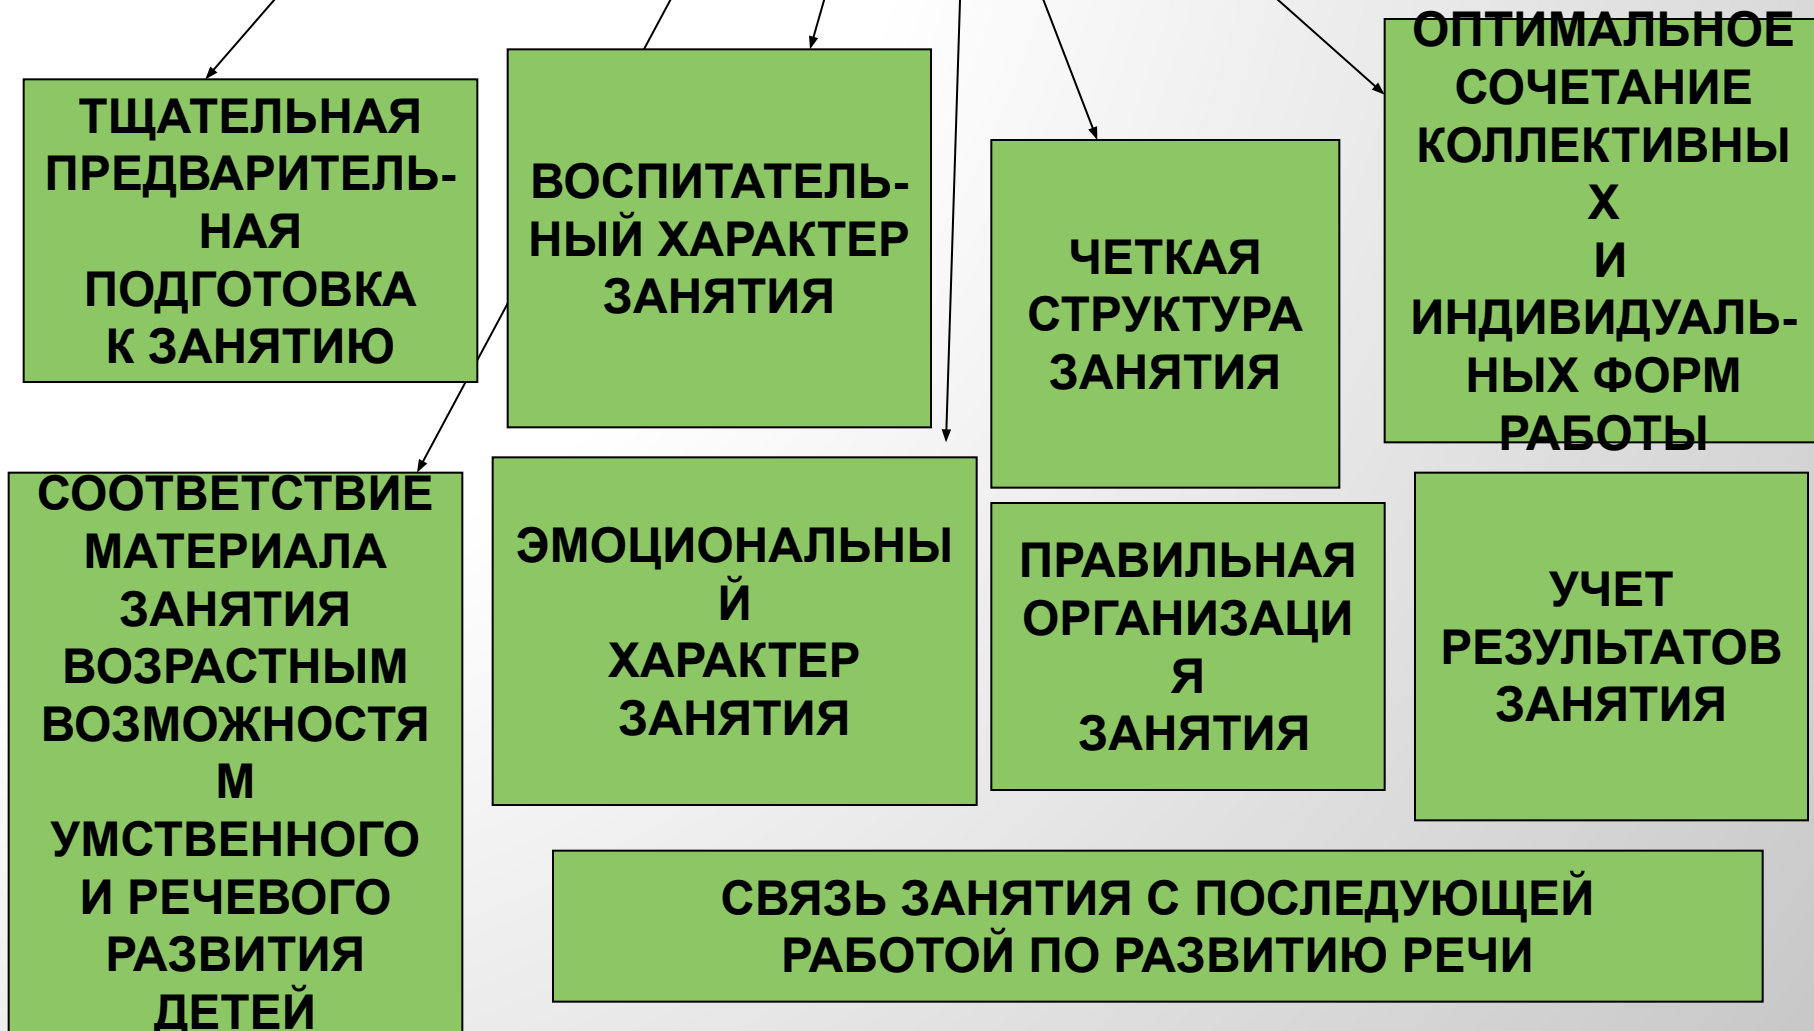 ТЩАТЕЛЬНАЯ
ПРЕДВАРИТЕЛЬ-
НАЯ
ПОДГОТОВКА
К ЗАНЯТИЮ
ВОСПИТАТЕЛЬ-
НЫЙ ХАРАКТЕР
ЗАНЯТИЯ
ЧЕТКАЯ
СТРУКТУРА
ЗАНЯТИЯ
ОПТИМАЛЬНОЕ
СОЧЕТАНИЕ
КОЛЛЕКТИВНЫ
Х
И
ИНДИВИДУАЛЬ-
НЫХ ФОРМ
РАБОТЫ
СООТВЕТСТВИЕ
МАТЕРИАЛА
ЗАНЯТИЯ
ВОЗРАСТНЫМ
ВОЗМОЖНОСТЯ
М
УМСТВЕННОГО
И РЕЧЕВОГО
РАЗВИТИЯ
ДЕТЕЙ
ЭМОЦИОНАЛЬНЫ
Й
ХАРАКТЕР
ЗАНЯТИЯ
ПРАВИЛЬНАЯ
ОРГАНИЗАЦИ
Я
ЗАНЯТИЯ
УЧЕТ
РЕЗУЛЬТАТОВ
ЗАНЯТИЯ
СВЯЗЬ ЗАНЯТИЯ С ПОСЛЕДУЮЩЕЙ
РАБОТОЙ ПО РАЗВИТИЮ РЕЧИ